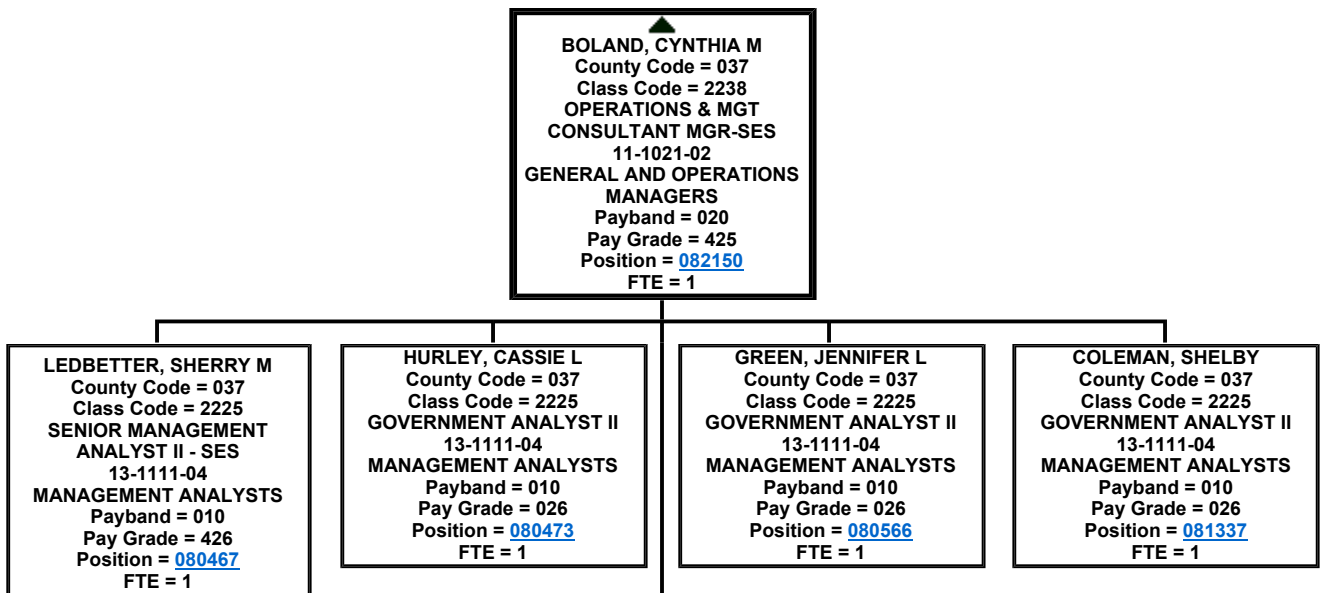 BOLAND, CYNTHIA M
County Code = 037
Class Code = 2238
OPERATIONS & MGT
CONSULTANT MGR-SES
11-1021-02
GENERAL AND OPERATIONS
MANAGERS
Payband = 020
Pay Grade = 425
Position = 082150
FTE = 1
LEDBETTER, SHERRY M
County Code = 037
Class Code = 2225
SENIOR MANAGEMENT
ANALYST II - SES
13-1111-04
MANAGEMENT ANALYSTS
Payband = 010
Pay Grade = 426
Position = 080467
FTE = 1
HURLEY, CASSIE L
County Code = 037
Class Code = 2225
GOVERNMENT ANALYST II
13-1111-04
MANAGEMENT ANALYSTS
Payband = 010
Pay Grade = 026
Position = 080473
FTE = 1
GREEN, JENNIFER L
County Code = 037
Class Code = 2225
GOVERNMENT ANALYST II
13-1111-04
MANAGEMENT ANALYSTS
Payband = 010
Pay Grade = 026
Position = 080566
FTE = 1
COLEMAN, SHELBY
County Code = 037
Class Code = 2225
GOVERNMENT ANALYST II
13-1111-04
MANAGEMENT ANALYSTS
Payband = 010
Pay Grade = 026
Position = 081337
FTE = 1